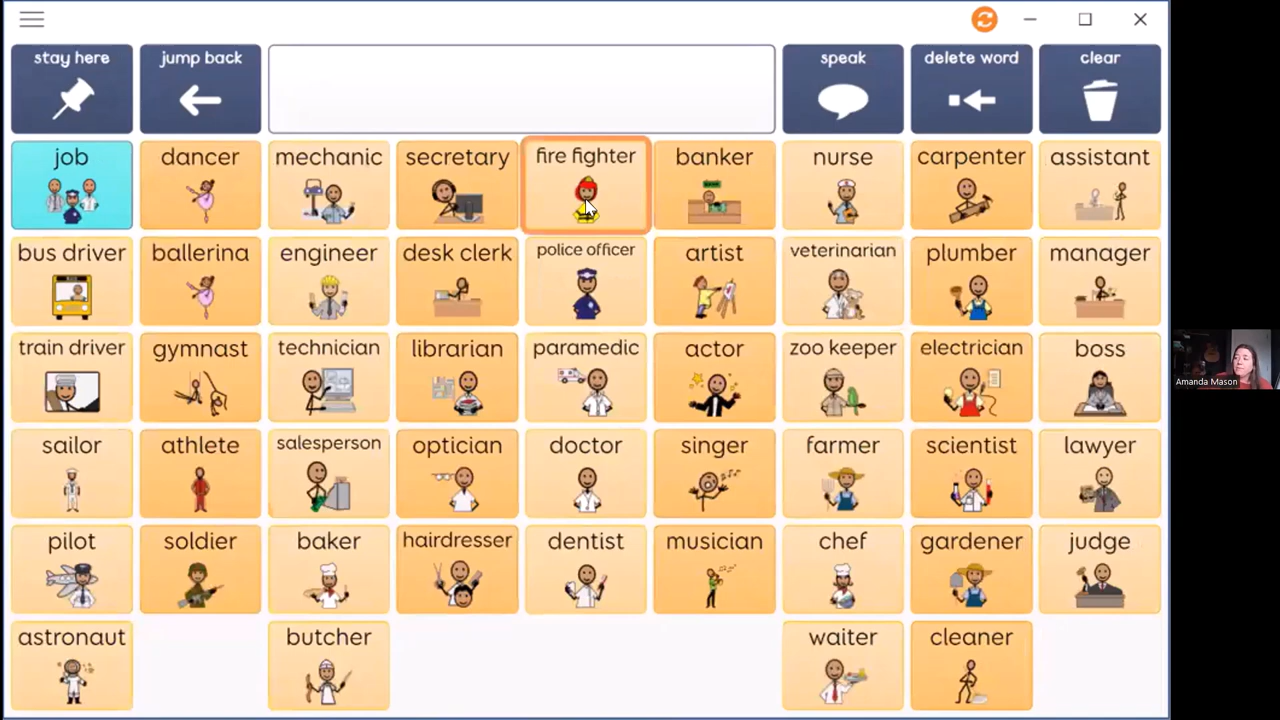 stay here
jump back
speak
delete word
clear
job
dancer
mechanic
secretary
fire fighter
banker
nurse
carpenter
assistant
bus driver
ballerina
engineer
desk clerk
police officer
artist
veterinarian
plumber
manager
train driver
gymnast
technician
librarian
paramedic
actor
zoo keeper
electrician
boss
sailor
athlete
salesperson
optician
doctor
singer
farmer
scientist
lawyer
pilot
soldier
baker
hairdresser
dentist
musician
chef
gardener
judge
astronaut
butcher
waiter
cleaner
Amanda Mason